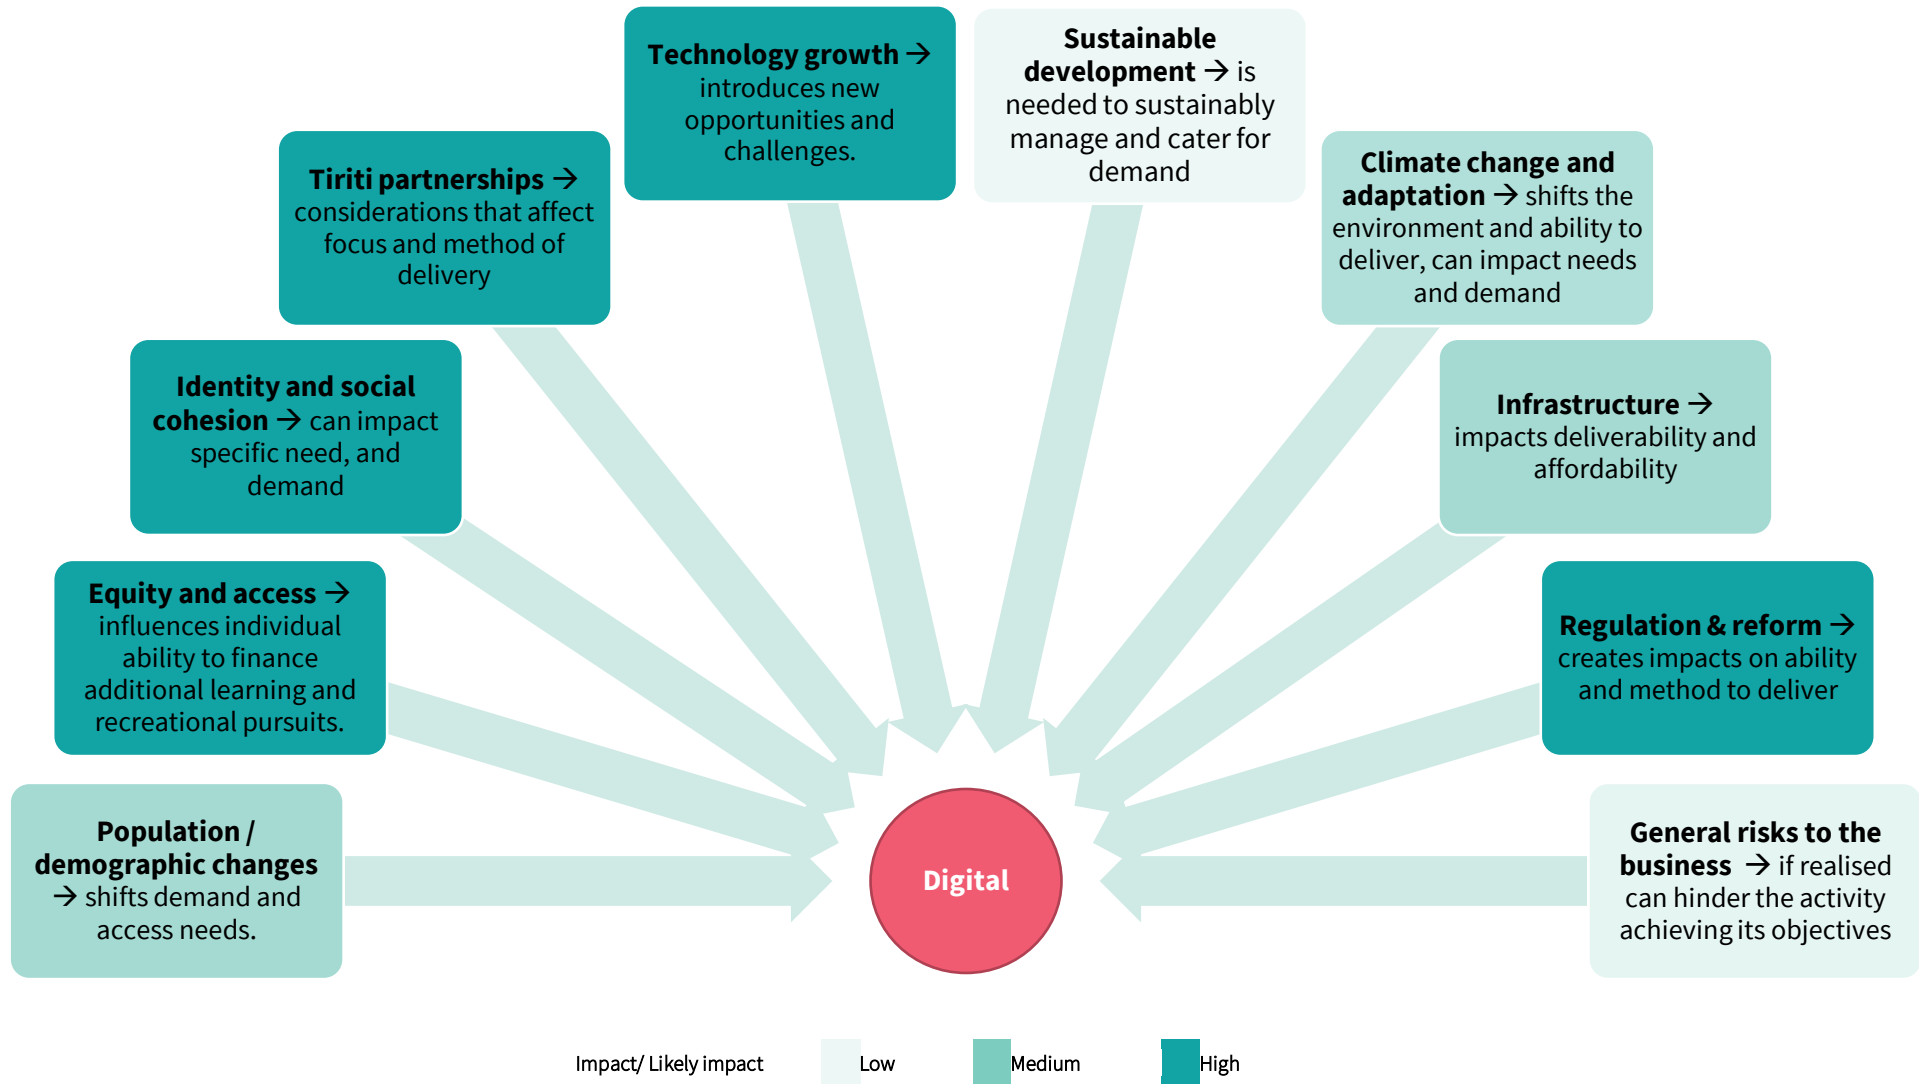 Technology growth →
introduces new
opportunities and
challenges.
Sustainable
development → is
needed to sustainably
manage and cater for
demand
Tiriti partnerships →
considerations that affect
focus and method of
delivery
Climate change and
adaptation → shifts the
environment and ability to
deliver, can impact needs
and demand
Identity and social
cohesion → can impact
specific need, and
demand
Infrastructure →
impacts deliverability and
affordability
Equity and access →
influences individual
ability to finance
additional learning and
recreational pursuits.
Regulation & reform →
creates impacts on ability
and method to deliver
Population /
demographic changes
→ shifts demand and
access needs.
Digital
General risks to the
business → if realised
can hinder the activity
achieving its objectives
Impact/ Likely impact
Low
Medium
High